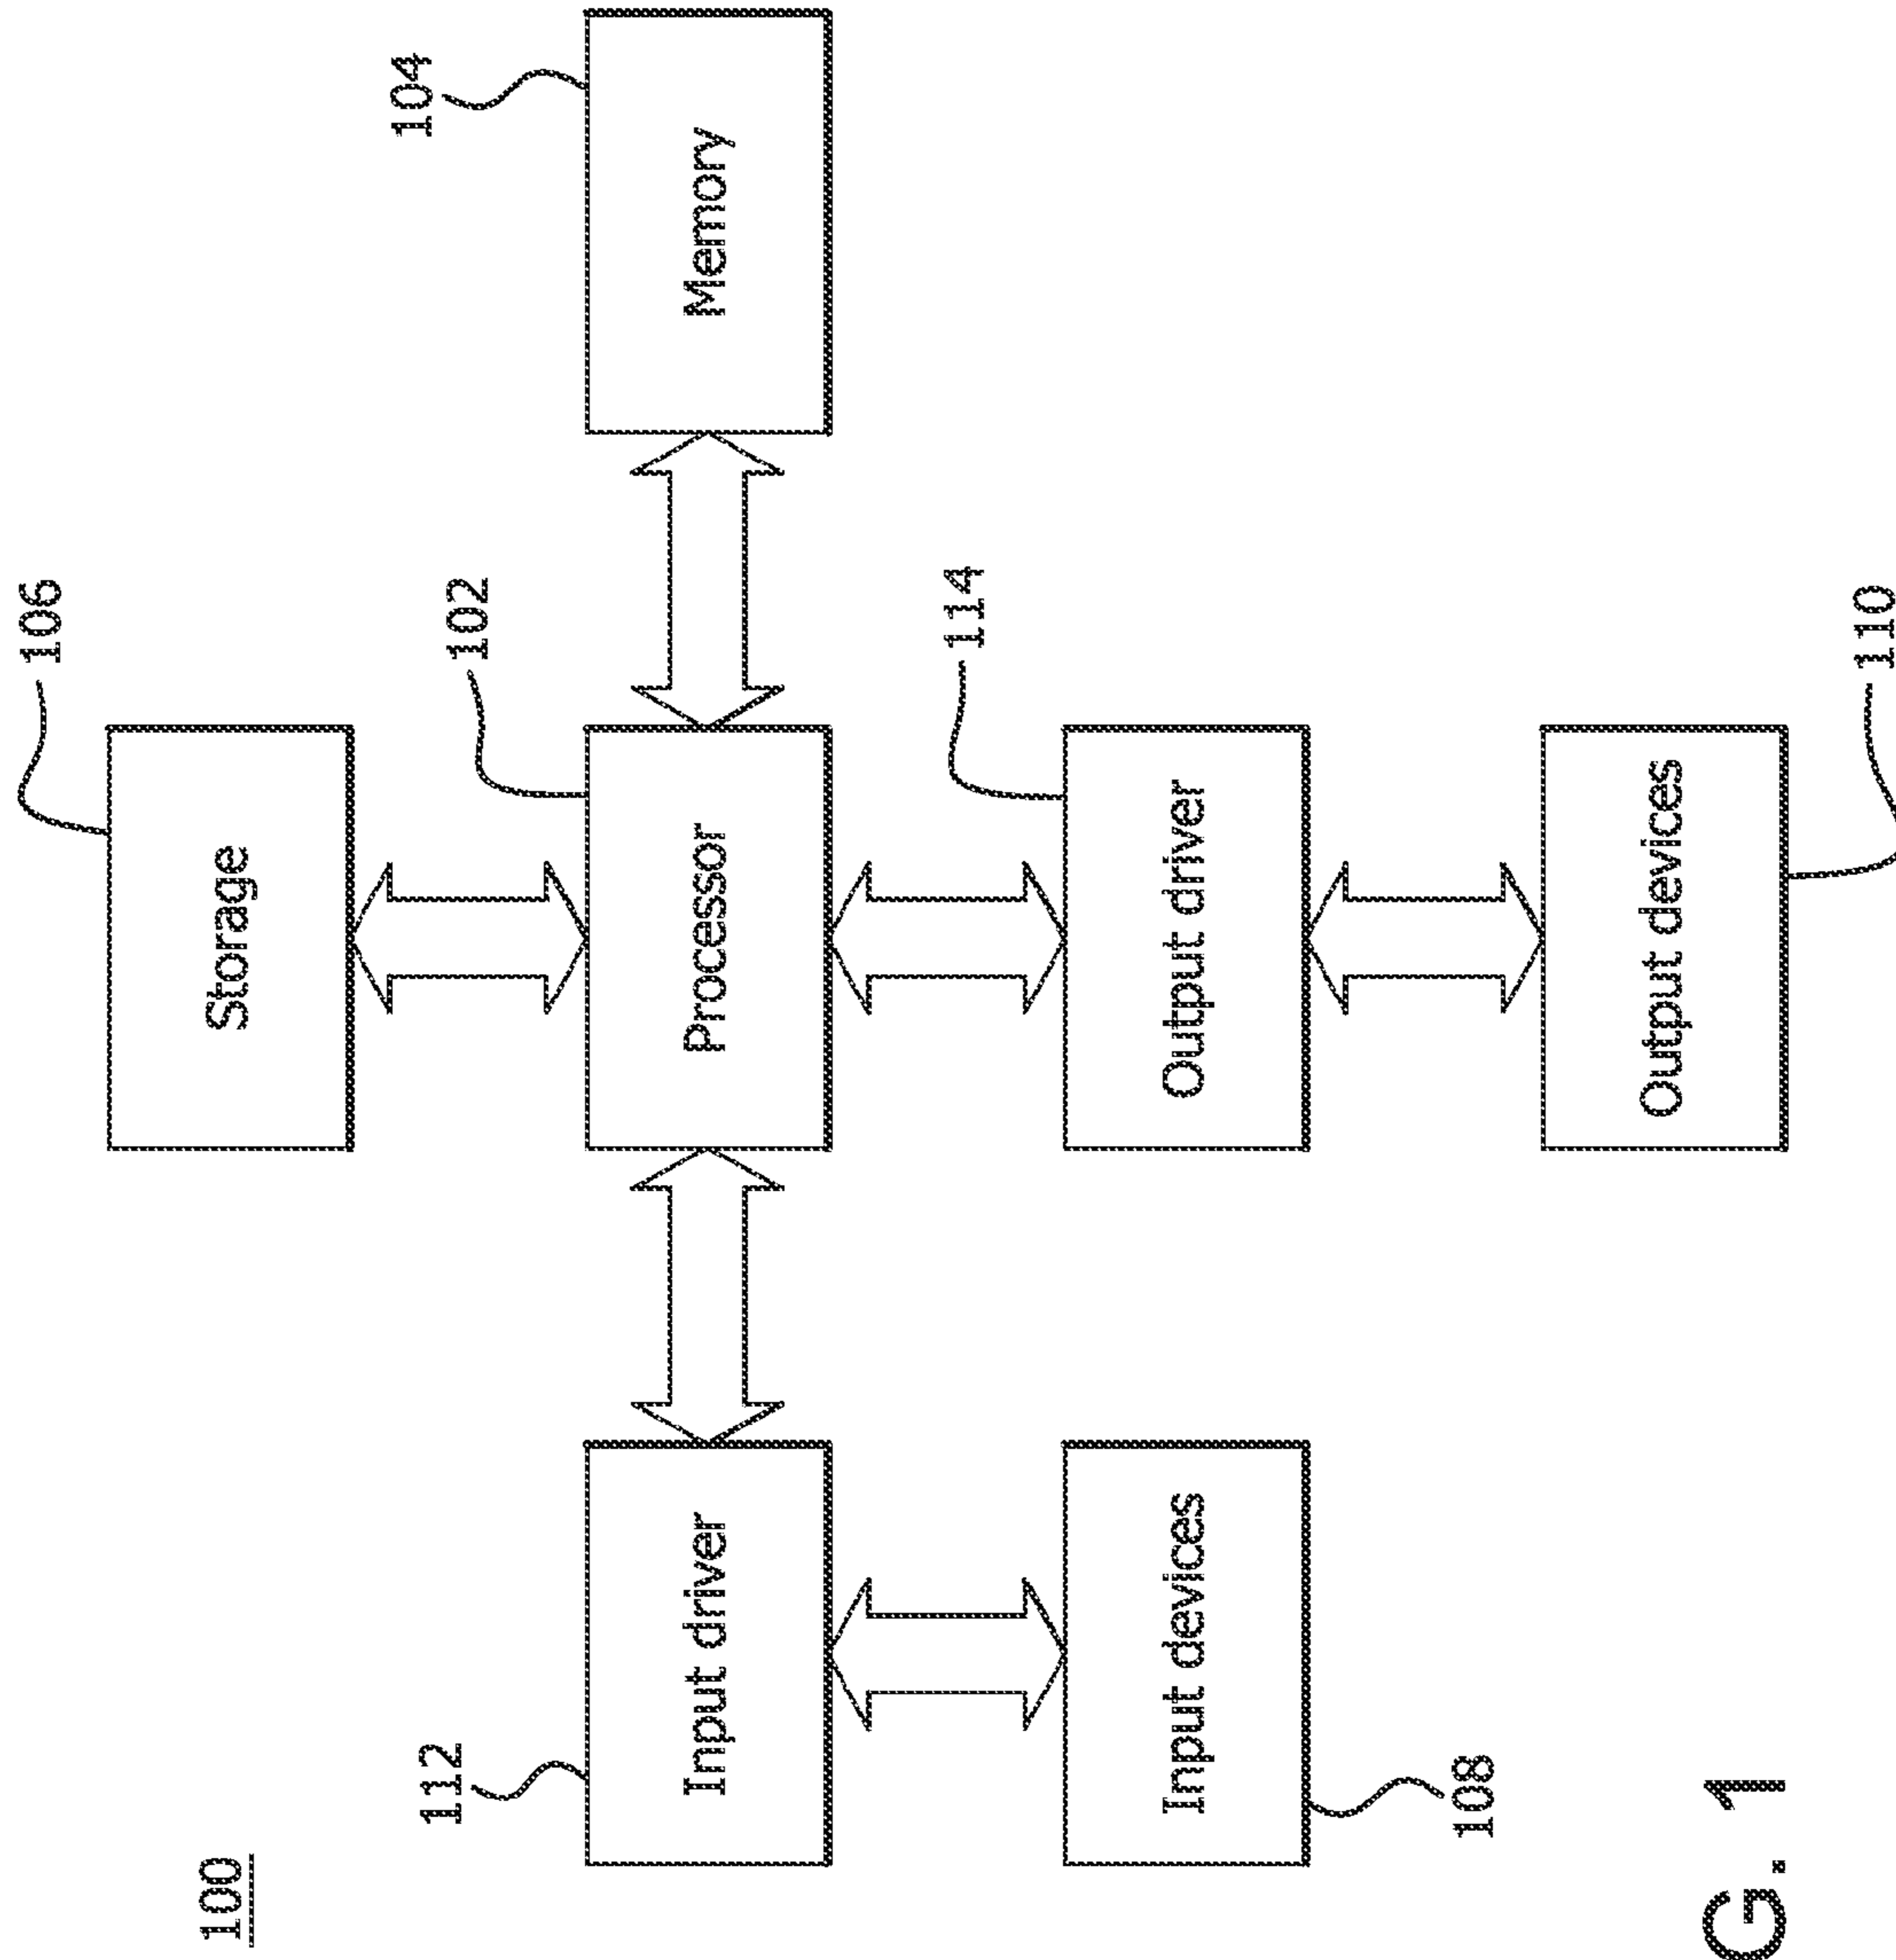 106
100
Storage
112
102
104
Input driver
Processor
Memory
114
Input devices
Output driver
108
Output devices
G. 1
110